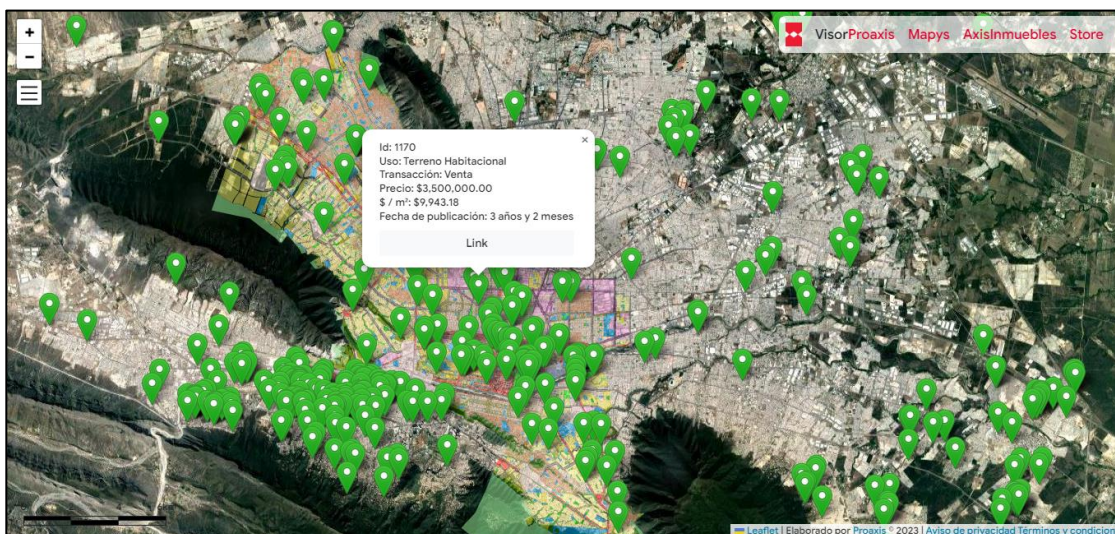 +
−
VisorProaxis Mapys AxisInmuebles Store
×
Id: 1170
Uso: Terreno Habitacional
Transacción: Venta
Precio: $3,500,000.00
$ / m²: $9,943.18
Fecha de publicación: 3 años y 2 meses
Link
Leaflet | Elaborado por Proaxis © 2023 | Aviso de privacidad Términos y condicion